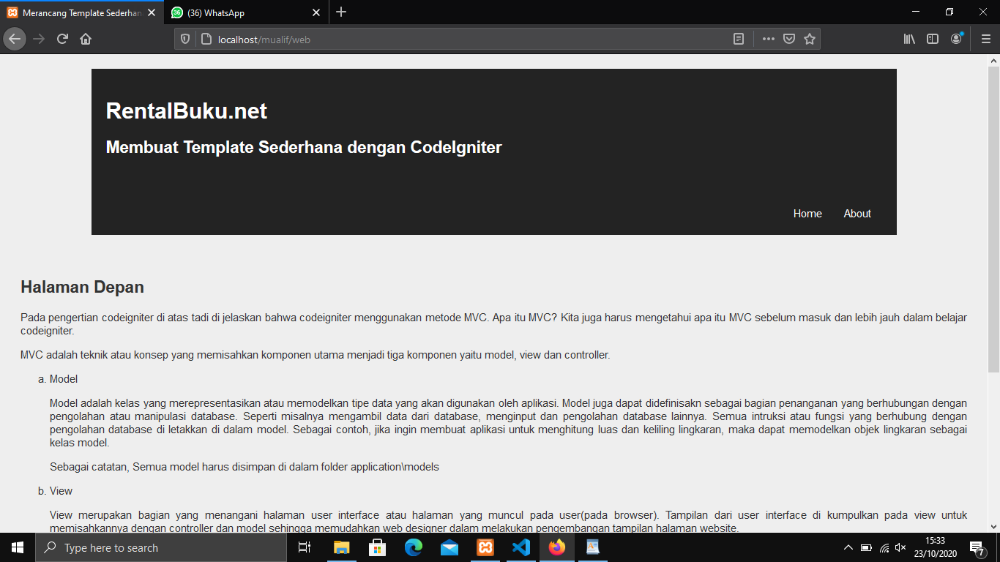 Merancang Template Sederhan
(36) WhatsApp
localhost/mualif/web
RentalBuku.net
Membuat Template Sederhana dengan CodeIgniter
Home About
Halaman Depan
Pada pengertian codeigniter di atas tadi di jelaskan bahwa codeigniter menggunakan metode MVC. Apa itu MVC? Kita juga harus mengetahui apa itu MVC sebelum masuk dan lebih jauh dalam belajar
codeigniter.
MVC adalah teknik atau konsep yang memisahkan komponen utama menjadi tiga komponen yaitu model, view dan controller.
a. Model
Model adalah kelas yang merepresentasikan atau memodelkan tipe data yang akan digunakan oleh aplikasi. Model juga dapat didefinisakn sebagai bagian penanganan yang berhubungan dengan
pengolahan atau manipulasi database. Seperti misalnya mengambil data dari database, menginput dan pengolahan database lainnya. Semua intruksi atau fungsi yang berhubung dengan
pengolahan database di letakkan di dalam model. Sebagai contoh, jika ingin membuat aplikasi untuk menghitung luas dan keliling lingkaran, maka dapat memodelkan objek lingkaran sebagai
kelas model.
Sebagai catatan, Semua model harus disimpan di dalam folder application\models
b. View
View merupakan bagian yang menangani halaman user interface atau halaman yang muncul pada user(pada browser). Tampilan dari user interface di kumpulkan pada view untuk
memisahkannya dengan controller dan model sehingga memudahkan web designer dalam melakukan pengembangan tampilan halaman website.
Type here to search
15:33
23/10/2020
7